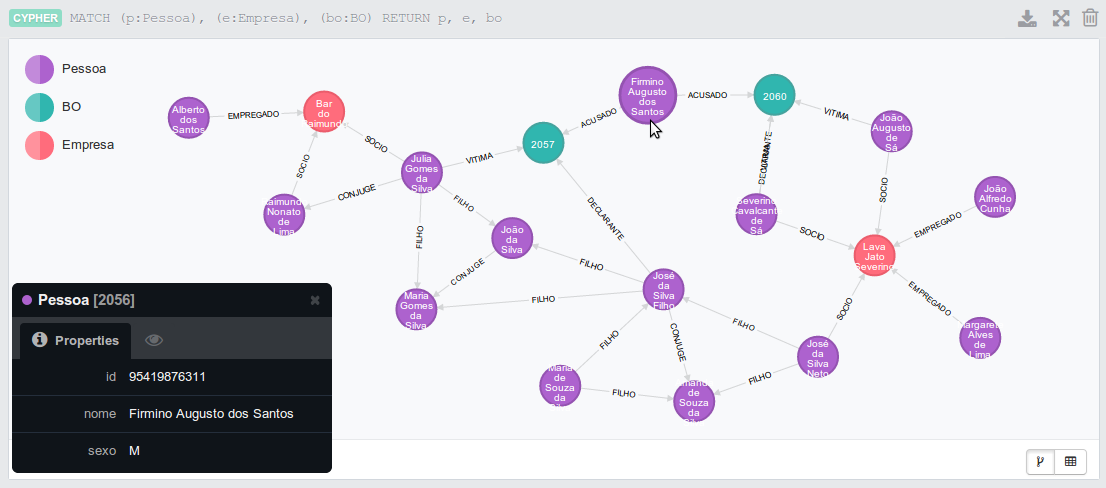 CYPHER MATCH (p:Pessoa), (e:Empresa), (bo:BO) RETURN p, e, bo
Pessoa
BO
Empresa
Alberto
dos
Santos
EMPREGADO
Bar
do
SOCIO
SOCIO
Nonato
de
Lima
CONJUGE
Julia
Gomes
da
Silva
VITIMA
2057
ACUSADO
Firmino
Augusto
dos
Santos
ACUSADO
2060
VITIMA
João
Augusto
de
Sá
DECLARANTE
Severino
Cavalcante
de
Sá
SOCIO
SOCIO
João
Alfredo
Cunha
EMPREGADO
Lava
Jato
Severino
EMPREGADO
Alves
de
Lima
FILHO
FILHO
João
da
Silva
CONJUGE
Maria
Gomes
da
Silva
DECLARANTE
FILHO
FILHO
José
da
Silva
Filho
FILHO
CONJUGE
FILHO
SOCIO
José
da
Silva
Neto
FILHO
Maria
de
Souza
da
FILHO
de
Souza
da
Pessoa [2056]
Properties
id 95419876311
nome Firmino Augusto dos Santos
sexo M